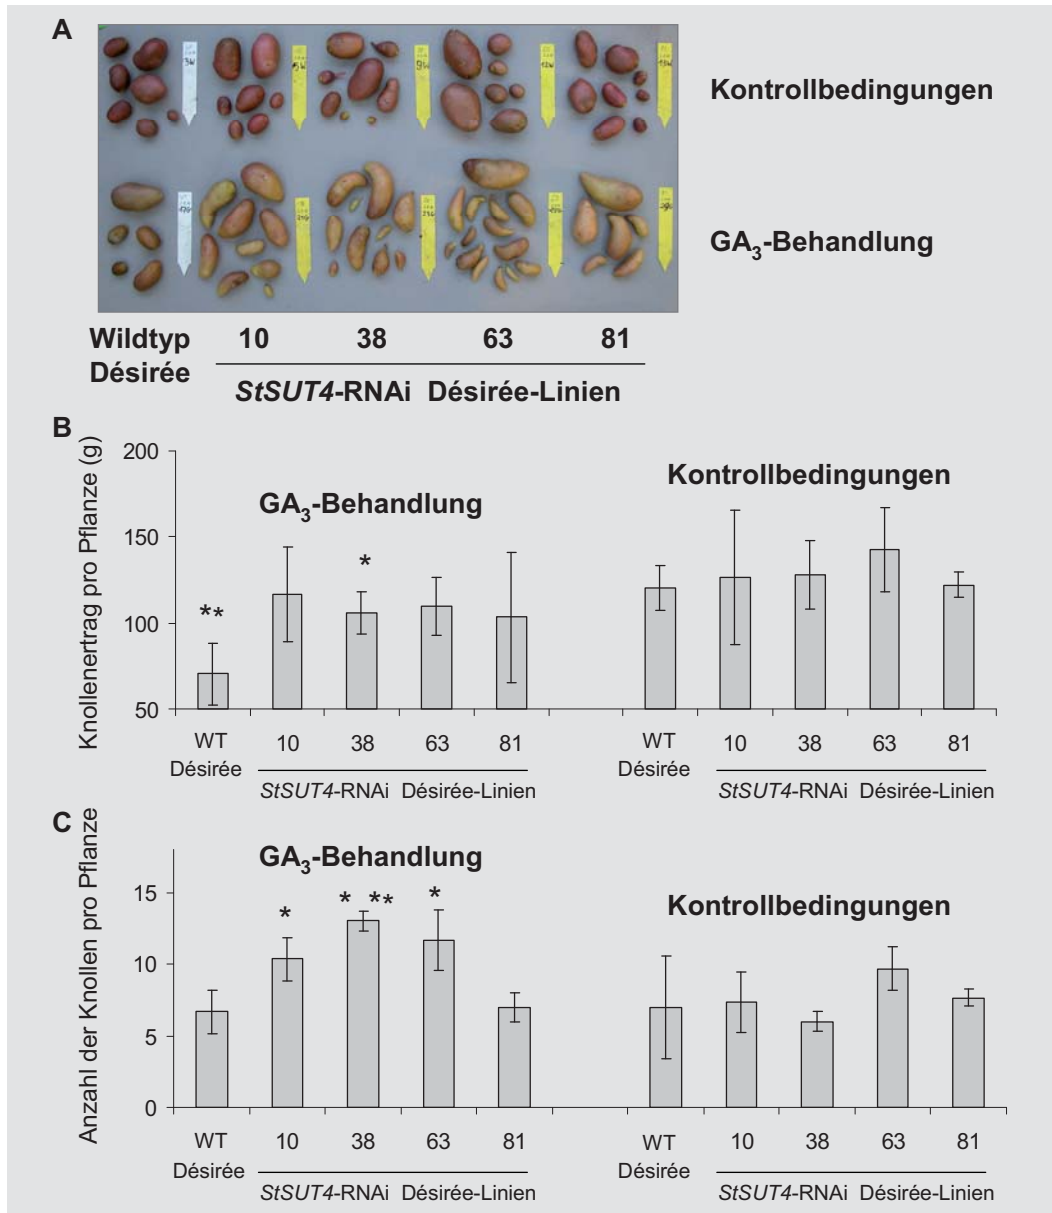 A
Kontrollbedingungen
GA3-Behandlung
Wildtyp
Désirée
10 38 63 81
StSUT4-RNAi Désirée-Linien
B
Knollenertrag pro Pflanze (g)
200
150
100
50
GA3-Behandlung
Kontrollbedingungen
** *
WT 10 38 63 81 WT 10 38 63 81
Désirée Désirée
StSUT4-RNAi Désirée-Linien StSUT4-RNAi Désirée-Linien
C
Anzahl der Knollen pro Pflanze
15
10
5
0
GA3-Behandlung
Kontrollbedingungen
* * ** *
WT 10 38 63 81 WT 10 38 63 81
Désirée Désirée
StSUT4-RNAi Désirée-Linien StSUT4-RNAi Désirée-Linien